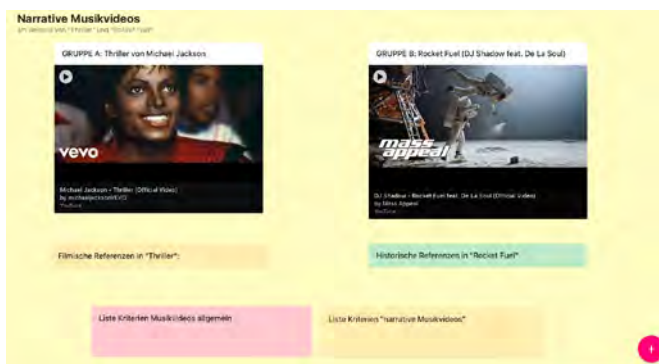 Narrative Musikvideos
am Beispiel von "Thriller" und "Rocket Fuel"
GRUPPE A: Thriller von Michael Jackson
vevo
Michael Jackson - Thriller (Official Video)
by michaeljacksonVEVO
YouTube
GRUPPE B: Rocket Fuel (DJ Shadow feat. De La Soul)
mass
appeal
DJ Shadow - Rocket Fuel feat. De La Soul (Official Video)
by Mass Appeal
YouTube
Filmische Referenzen in "Thriller":
Historische Referenzen in "Rocket Fuel"
Liste Kriterien Musikvideos allgemein
Liste Kriterien "narrative Musikvideos"
+